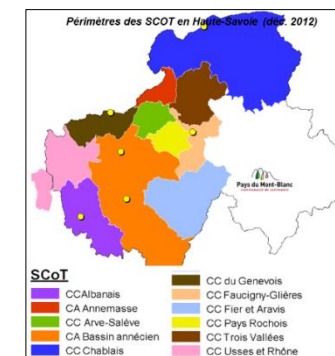 Périmètres des SCOT en Haute-Savoie (déc. 2012)
Pays du Mont-Blanc
SCoT
CCAlbanais
CA Annemasse
CC Arve-Salève
CA Bassin annécien
CC Chablais
CC du Genevois
CC Faucigny-Glières
CC Fier et Aravis
CC Pays Rochois
CC Trois Vallées
CC Usses et Rhône